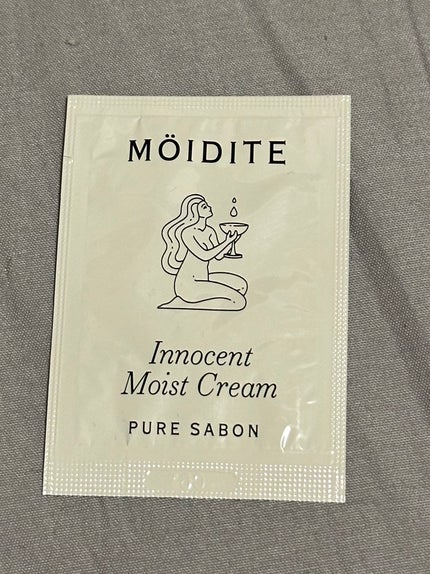 MÖIDITE
Innocent
Moist Cream
PURE SABON